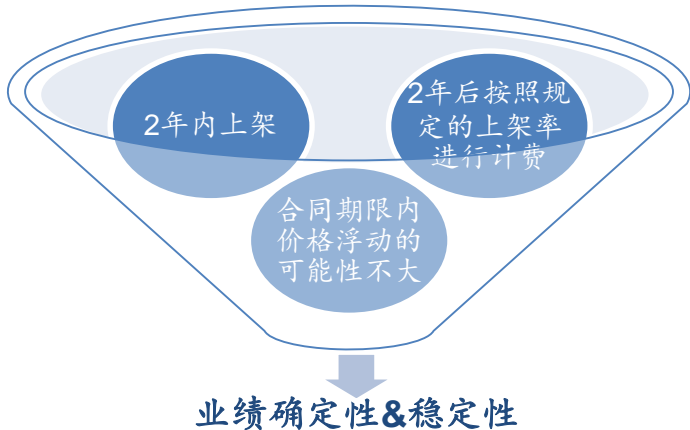 2年内上架
2年后按照规
定的上架率
进行计费
合同期限内
价格浮动的
可能性不大
业绩确定性&稳定性